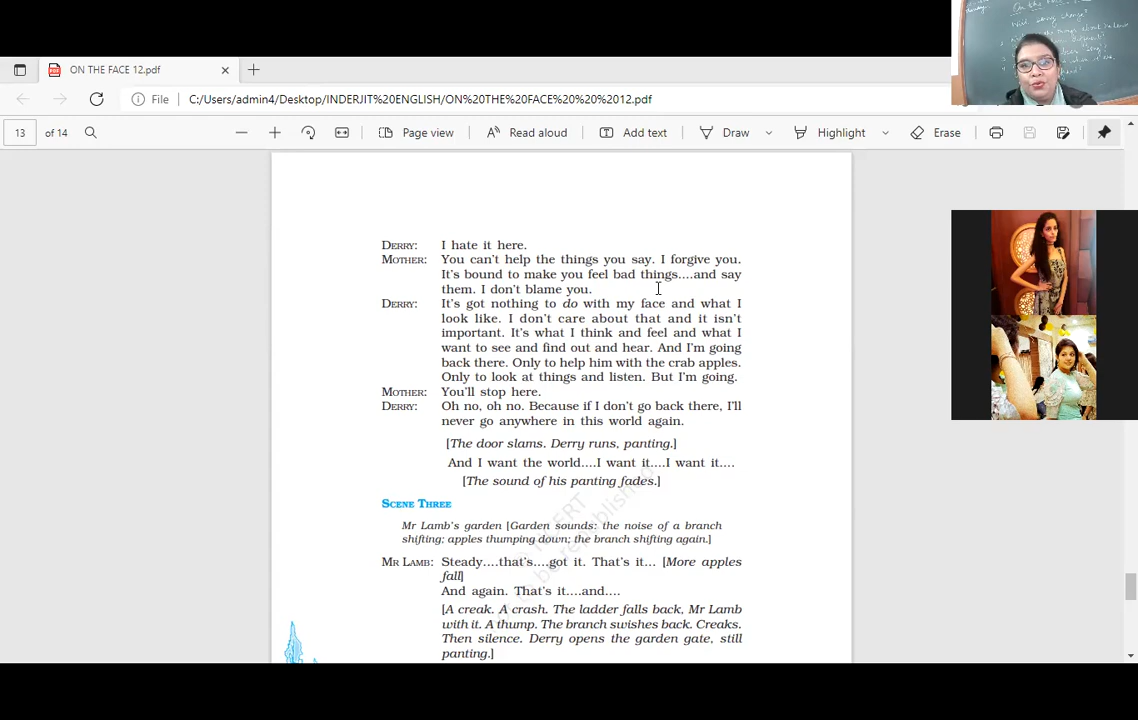 ON THE FACE 12.pdf
File C:/Users/admin4/Desktop/INDERJIT%20ENGLISH/ON%20THE%20FACE%20%20%2012.pdf
13 of 14 Page view Read aloud Add text Draw Highlight Erase
DERRY: I hate it here.
MOTHER: You can't help the things you say. I forgive you.
It's bound to make you feel bad things....and say
them. I don't blame you.
DERRY: It's got nothing to do with my face and what I
look like. I don't care about that and it isn't
important. It's what I think and feel and what I
want to see and find out and hear. And I'm going
back there. Only to help him with the crab apples.
Only to look at things and listen. But I'm going.
MOTHER: You'll stop here.
DERRY: Oh no, oh no. Because if I don't go back there, I'll
never go anywhere in this world again.
[The door slams. Derry runs, panting.]
And I want the world....I want it....I want it....
[The sound of his panting fades.]
SCENE THREE
Mr Lamb's garden [Garden sounds: the noise of a branch
shifting; apples thumping down; the branch shifting again.]
MR LAMB: Steady....that's....got it. That's it... [More apples
fall]
And again. That's it....and....
[A creak. A crash. The ladder falls back, Mr Lamb
with it. A thump. The branch swishes back. Creaks.
Then silence. Derry opens the garden gate, still
panting.]